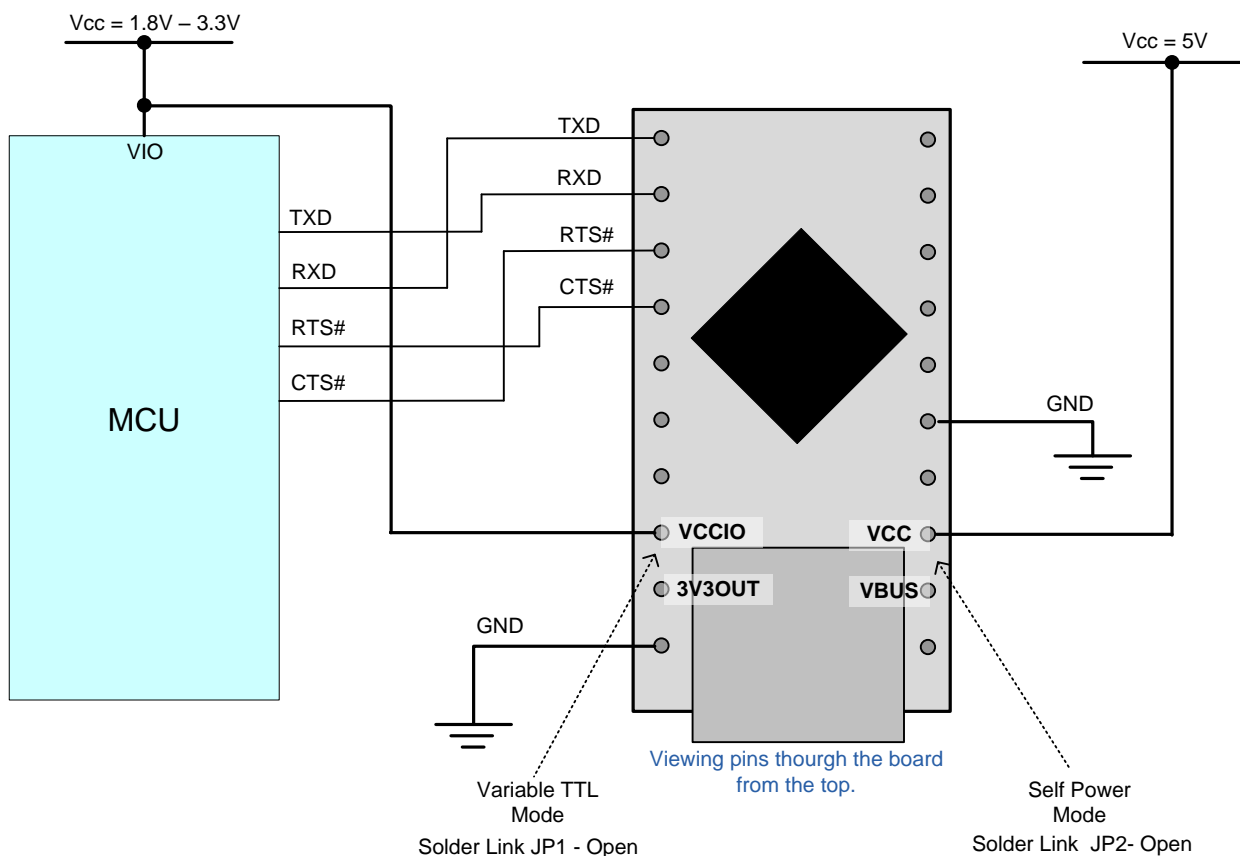 Vcc = 1.8V – 3.3V
Vcc = 5V
VIO
TXD
RXD
RTS#
CTS#
MCU
TXD
RXD
RTS#
CTS#
GND
VCCIO
VCC
3V3OUT
VBUS
GND
Viewing pins thourgh the board
from the top.
Variable TTL
Mode
Solder Link JP1 - Open
Self Power
Mode
Solder Link JP2- Open